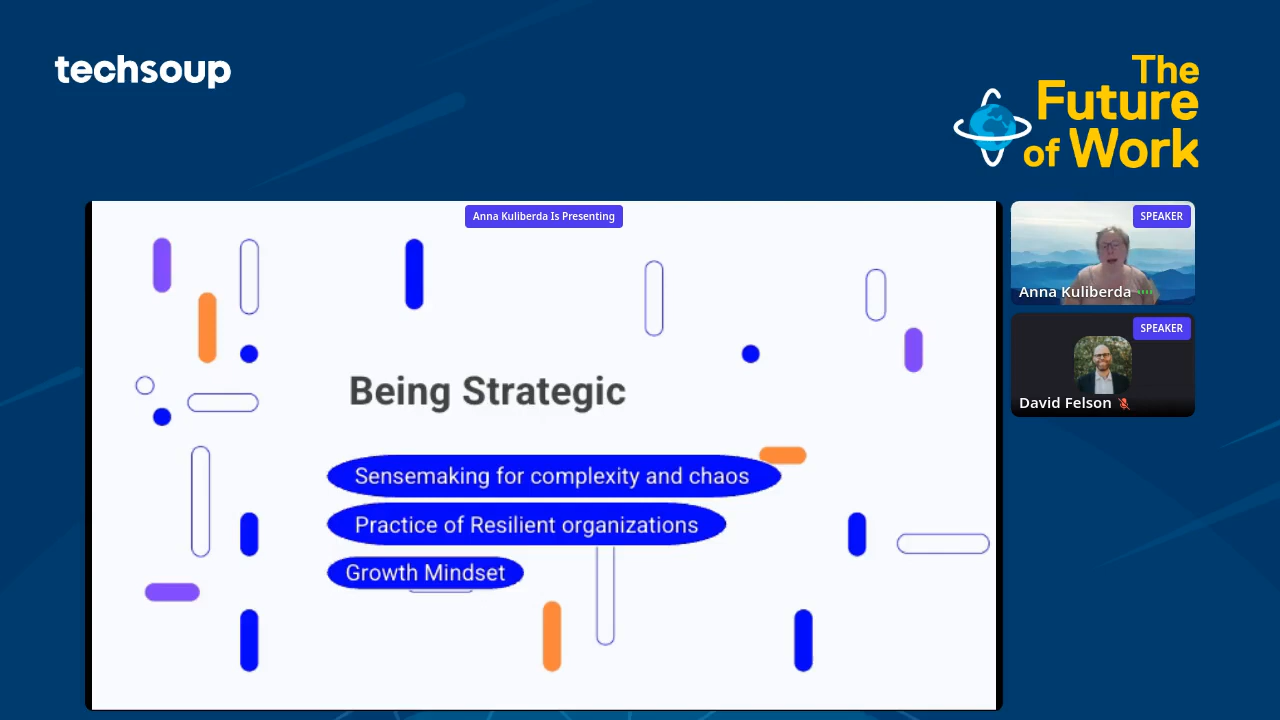 techsoup
The
Future
of Work
Anna Kuliberda Is Presenting
SPEAKER
Anna Kuliberda
SPEAKER
David Felson
Being Strategic
Sensemaking for complexity and chaos
Practice of Resilient organizations
Growth Mindset